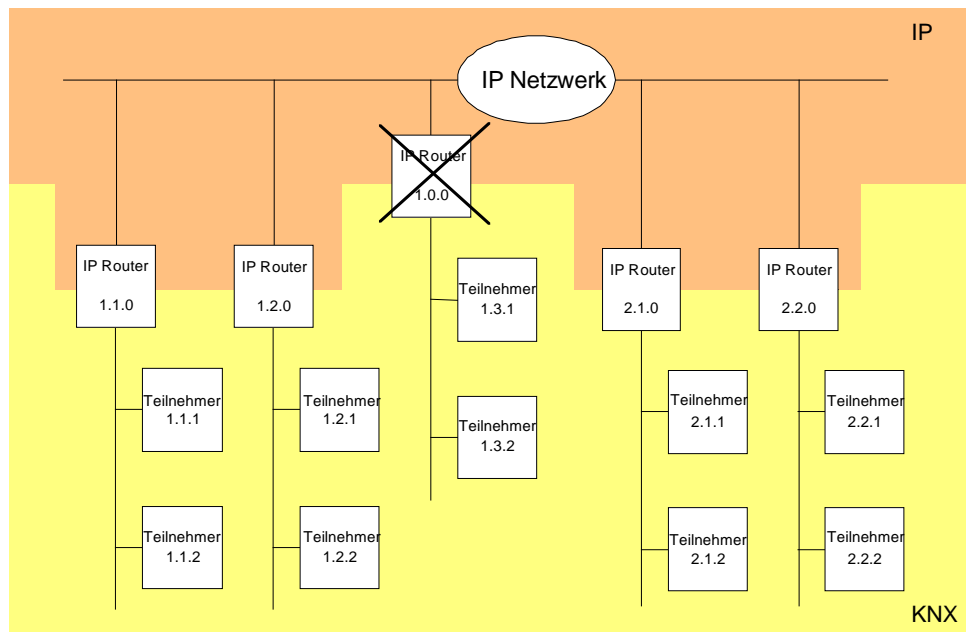 IP
IP Netzwerk
IP Router
1.0.0
IP Router
1.1.0
IP Router
1.2.0
IP Router
2.1.0
IP Router
2.2.0
Teilnehmer
1.3.1
Teilnehmer
1.3.2
Teilnehmer
1.1.1
Teilnehmer
1.2.1
Teilnehmer
2.1.1
Teilnehmer
2.2.1
Teilnehmer
1.1.2
Teilnehmer
1.2.2
Teilnehmer
2.1.2
Teilnehmer
2.2.2
KNX